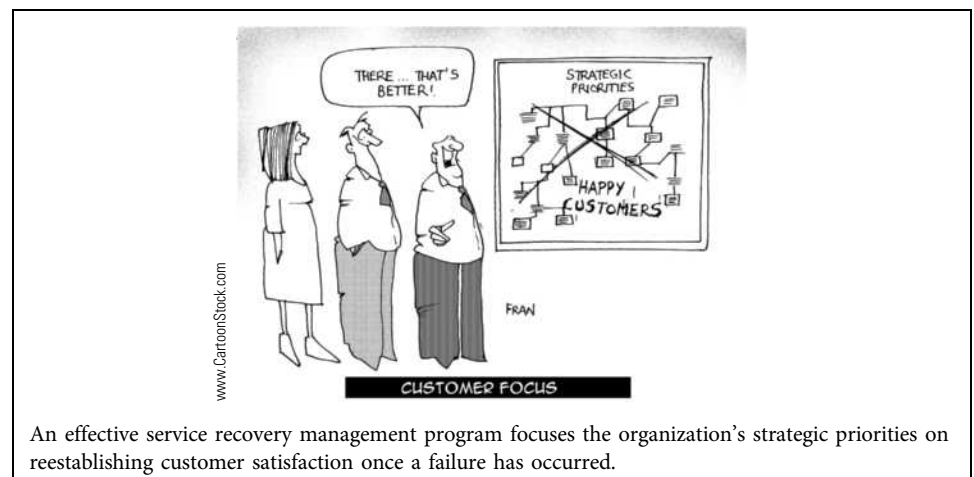 THERE ... THAT'S
BETTER!
STRATEGIC
PRIORITIES
HAPPY
CUSTOMERS
FRAN
www.CartoonStock.com
CUSTOMER FOCUS
An effective service recovery management program focuses the organization's strategic priorities on
reestablishing customer satisfaction once a failure has occurred.